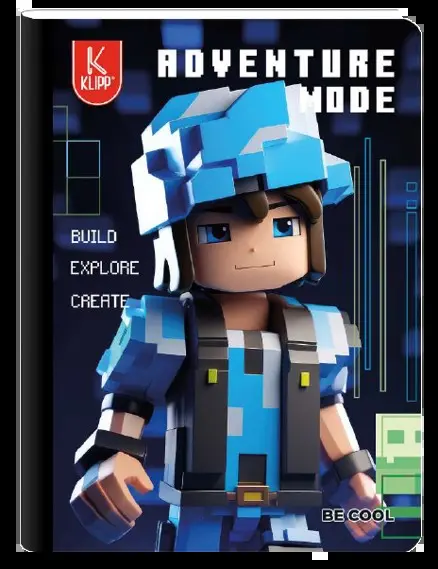 K
KLIPP®
ADVENTURE
MODE
BUILD
EXPLORE
CREATE
BE COOL